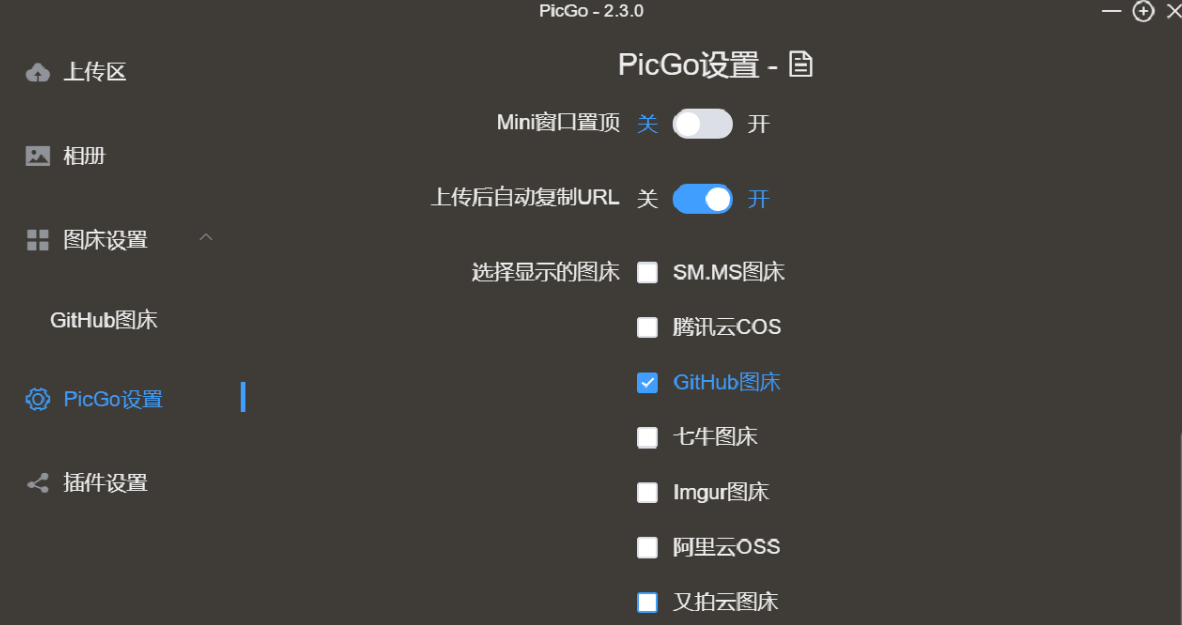 PicGo - 2.3.0
上传区
相册
图床设置
GitHub图床
PicGo设置
插件设置
PicGo设置 -
Mini窗口置顶 关 开
上传后自动复制URL 关 开
选择显示的图床 SM.MS图床
腾讯云COS
GitHub图床
七牛图床
Imgur图床
阿里云OSS
又拍云图床